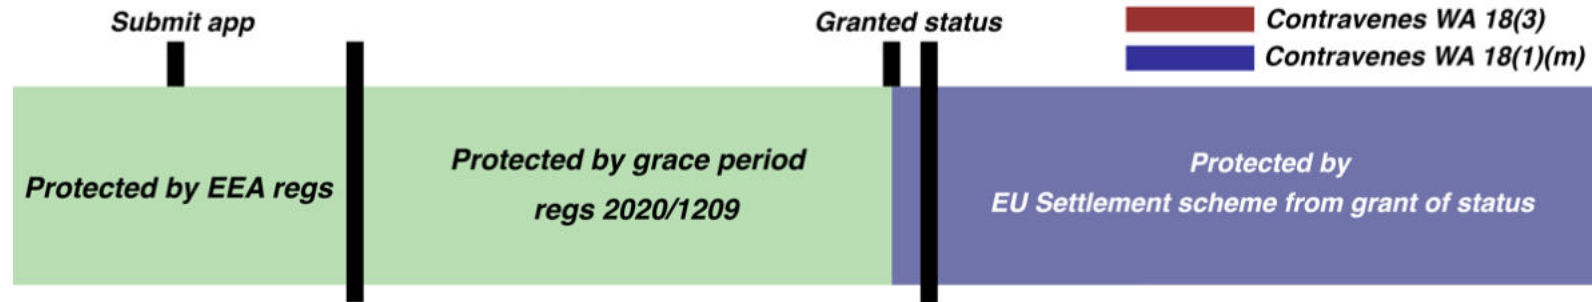 Submit app
Granted status
Contravenes WA 18(3)
Contravenes WA 18(1)(m)
Protected by EEA regs
Protected by grace period
regs 2020/1209
Protected by
EU Settlement scheme from grant of status